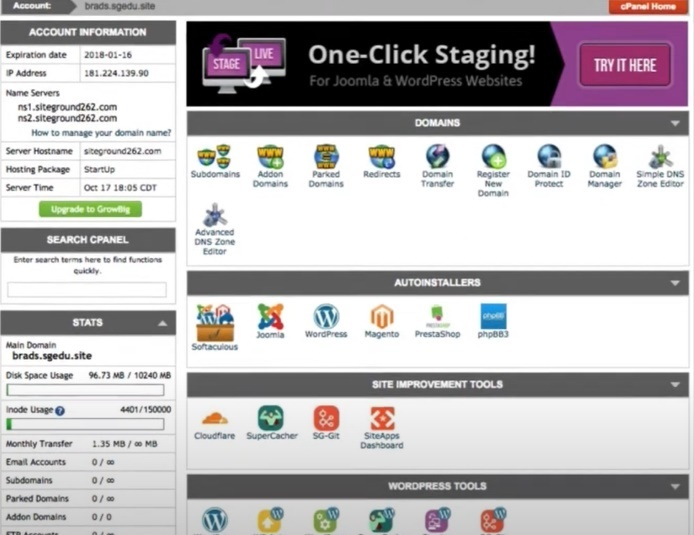 Account: brads.sgedu.site
cPanel Home
ACCOUNT INFORMATION
Expiration date 2018-01-16
IP Address 181.224.139.90
Name Servers
ns1.siteground262.com
ns2.siteground262.com
How to manage your domain name?
Server Hostname siteground262.com
Hosting Package StartUp
Server Time Oct 17 18:05 CDT
Upgrade to GrowBig
SEARCH CPANEL
Enter search terms here to find functions
quickly.
STATS
Main Domain
brads.sgedu.site
Disk Space Usage 96.73 MB / 10240 MB
Inode Usage 4401/150000
Monthly Transfer 1.35 MB / ∞ MB
Email Accounts 0 / ∞
Subdomains 0 / ∞
Parked Domains 0 / ∞
Addon Domains 0 / 0
STAGE
LIVE
One-Click Staging!
For Joomla & WordPress Websites
TRY IT HERE
DOMAINS
Subdomains
Addon
Domains
Parked
Domains
Redirects
Domain
Transfer
Register
New
Domain
Domain ID
Protect
Domain
Manager
Simple DNS
Zone Editor
Advanced
DNS Zone
Editor
AUTOINSTALLERS
Softaculous
Joomla
WordPress
Magento
PrestaShop
phpBB
phpBB3
SITE IMPROVEMENT TOOLS
Cloudflare
SuperCacher
SG-Git
SiteApps
Dashboard
WORDPRESS TOOLS